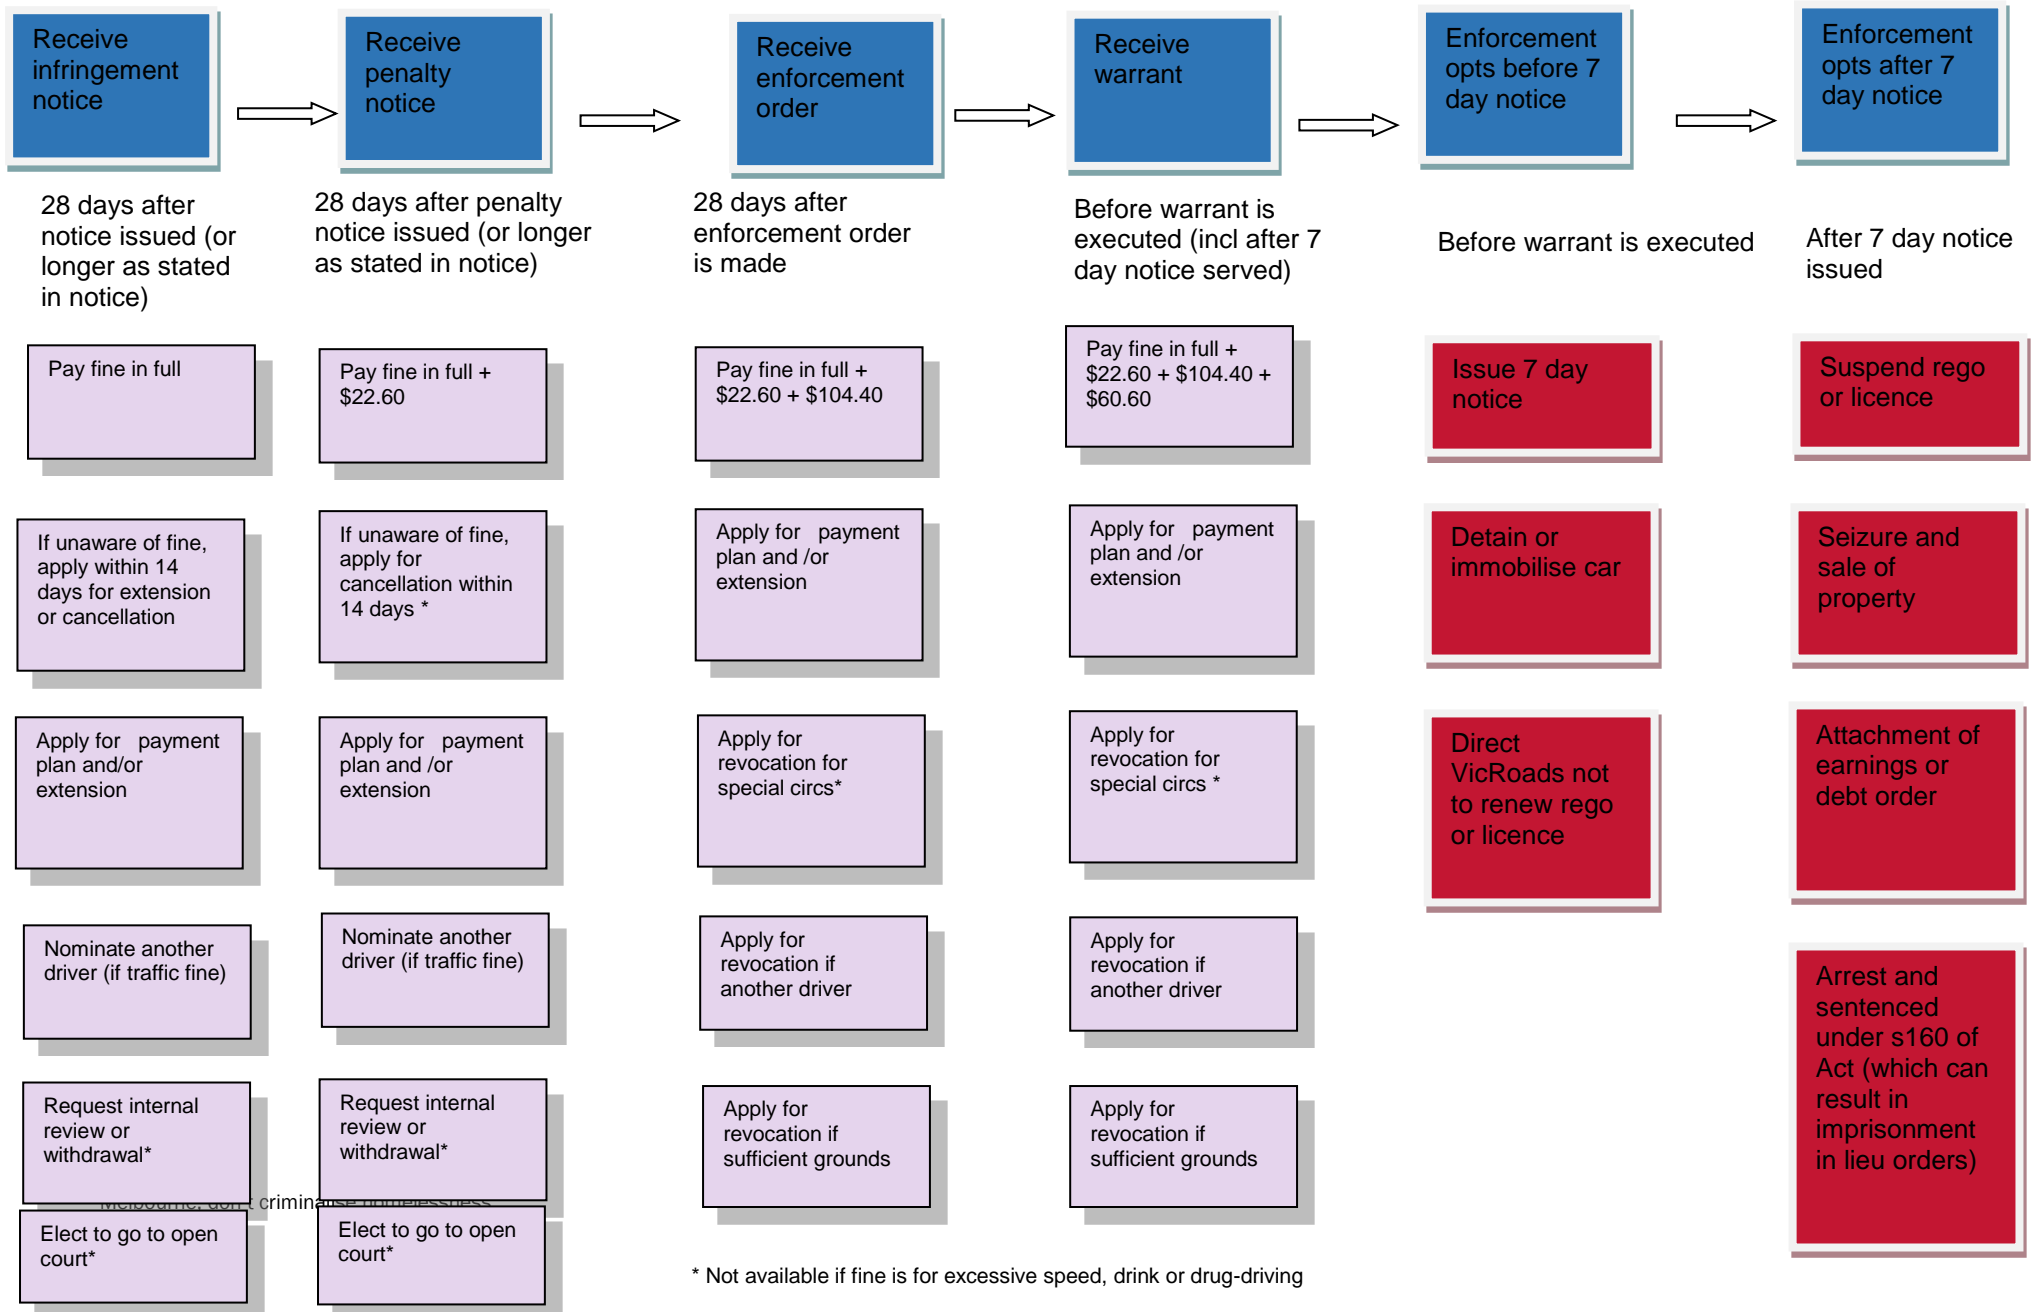 Receive
infringement
notice
Receive
penalty
notice
Receive
enforcement
order
Receive
warrant
Enforcement
opts before 7
day notice
Enforcement
opts after 7
day notice
28 days after
notice issued (or
longer as stated
in notice)
28 days after penalty
notice issued (or longer
as stated in notice)
28 days after
enforcement order
is made
Before warrant is
executed (incl after 7
day notice served)
Before warrant is executed
After 7 day notice
issued
Pay fine in full
Pay fine in full +
$22.60
Pay fine in full +
$22.60 + $104.40
Pay fine in full +
$22.60 + $104.40 +
$60.60
Issue 7 day
notice
Suspend rego
or licence
If unaware of fine,
apply within 14
days for extension
or cancellation
If unaware of fine,
apply for
cancellation within
14 days *
Apply for payment
plan and /or
extension
Apply for payment
plan and /or
extension
Detain or
immobilise car
Seizure and
sale of
property
Apply for payment
plan and/or
extension
Apply for payment
plan and /or
extension
Apply for
revocation for
special circs*
Apply for
revocation for
special circs *
Direct
VicRoads not
to renew rego
or licence
Attachment of
earnings or
debt order
Nominate another
driver (if traffic fine)
Nominate another
driver (if traffic fine)
Apply for
revocation if
another driver
Apply for
revocation if
another driver
Arrest and
sentenced
under s160 of
Act (which can
result in
imprisonment
in lieu orders)
Request internal
review or
withdrawal*
Request internal
review or
withdrawal*
Apply for
revocation if
sufficient grounds
Apply for
revocation if
sufficient grounds
Melbourne, don't criminalise homelessness
Elect to go to open
court*
Elect to go to open
court*
* Not available if fine is for excessive speed, drink or drug-driving